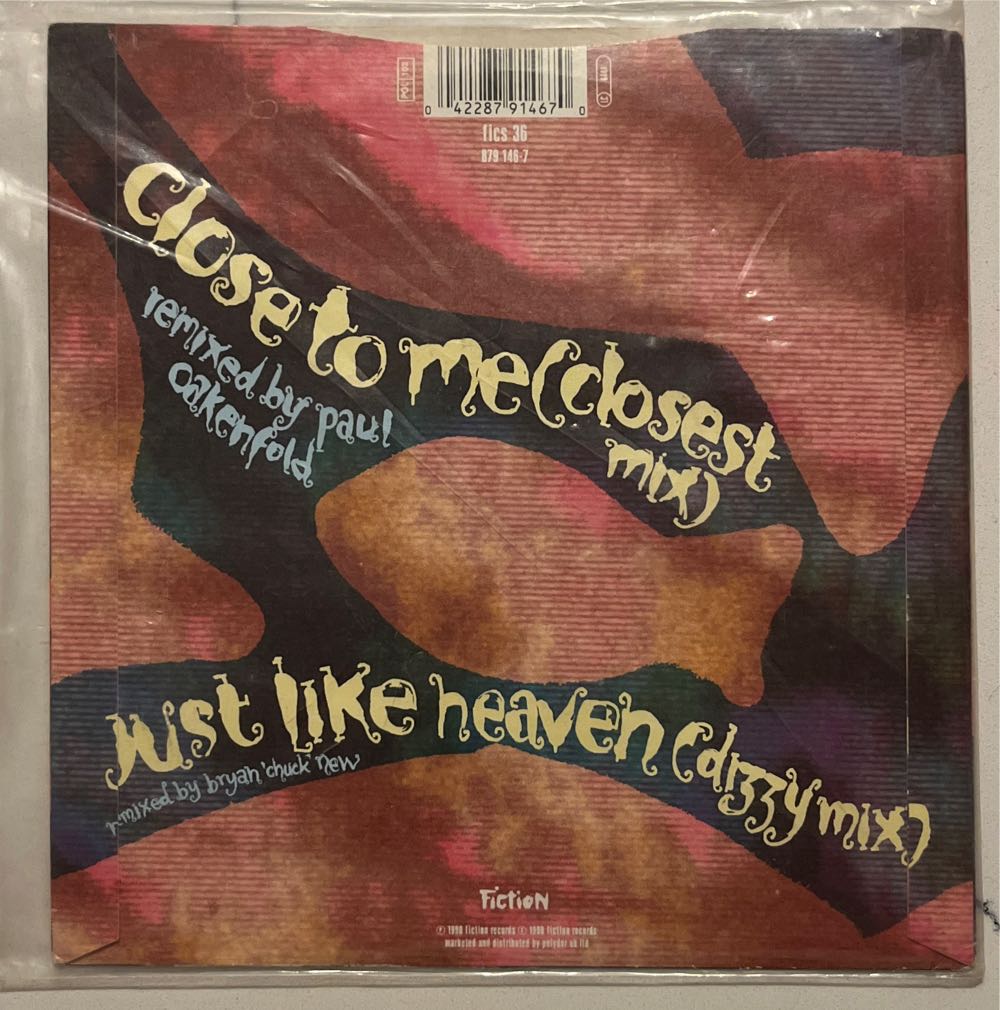 POL 103
0 42287 91467 0
fics 36
879 146-7
close to me (closest
mix)
remixed by paul
oakenfold
just like heaven (dizzy mix)
remixed by bryan 'chuck' new
Fiction
℗ 1990 fiction records © 1990 fiction records
marketed and distributed by polydor uk ltd